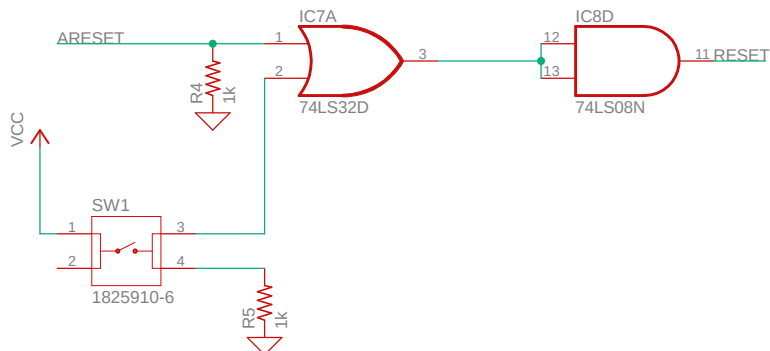 IC7A
IC8D
ARESET
1
2
3
12
13
11
RESET
R4
1k
74LS32D
74LS08N
VCC
SW1
1
2
3
4
1825910-6
R5
1k